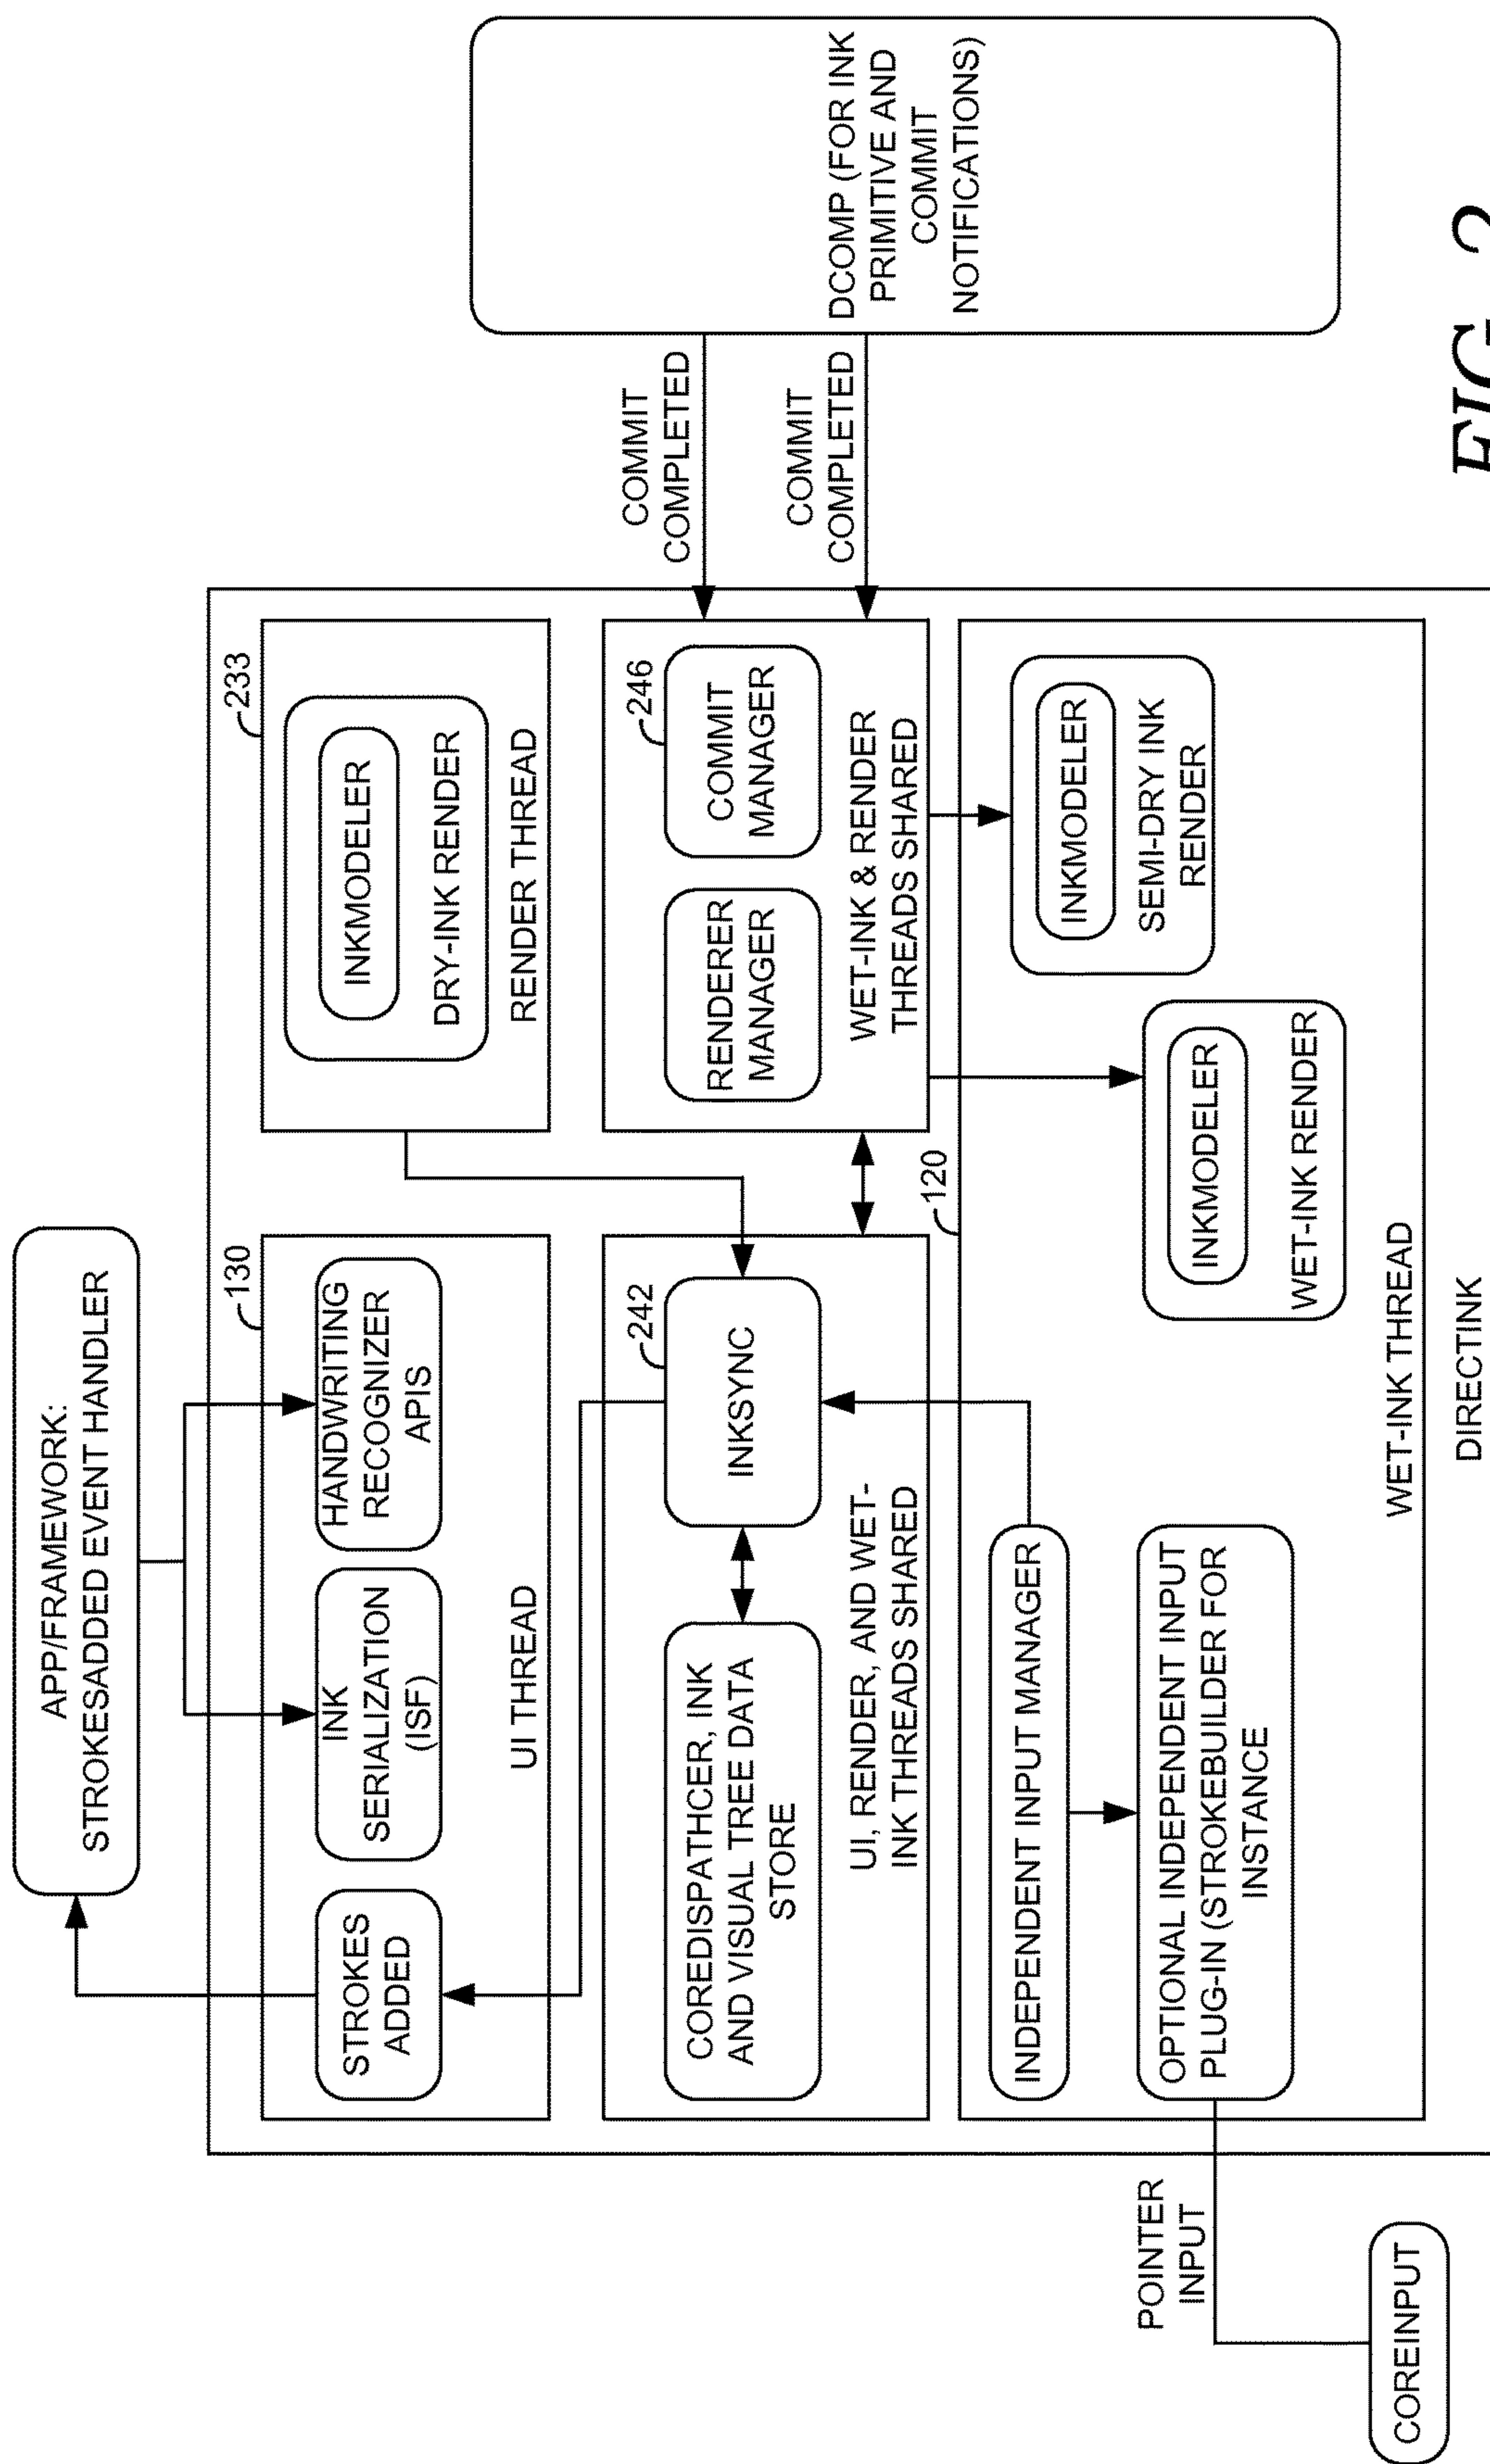 APP/FRAMEWORK:
STROKESADDED EVENT HANDLER
130
STROKES
ADDED
INK
SERIALIZATION
(ISF)
HANDWRITING
RECOGNIZER
APIS
UI THREAD
233
INKMODELER
DRY-INK RENDER
RENDER THREAD
242
COREDISPATHCER, INK
AND VISUAL TREE DATA
STORE
INKSYNC
UI, RENDER, AND WET-
INK THREADS SHARED
246
RENDERER
MANAGER
COMMIT
MANAGER
WET-INK & RENDER
THREADS SHARED
COMMIT
COMPLETED
COMMIT
COMPLETED
DCOMP (FOR INK
PRIMITIVE AND
COMMIT
NOTIFICATIONS)
120
INDEPENDENT INPUT MANAGER
OPTIONAL INDEPENDENT INPUT
PLUG-IN (STROKEBUILDER FOR
INSTANCE
INKMODELER
WET-INK RENDER
INKMODELER
SEMI-DRY INK
RENDER
WET-INK THREAD
DIRECTINK
POINTER
INPUT
COREINPUT
FIG. 2